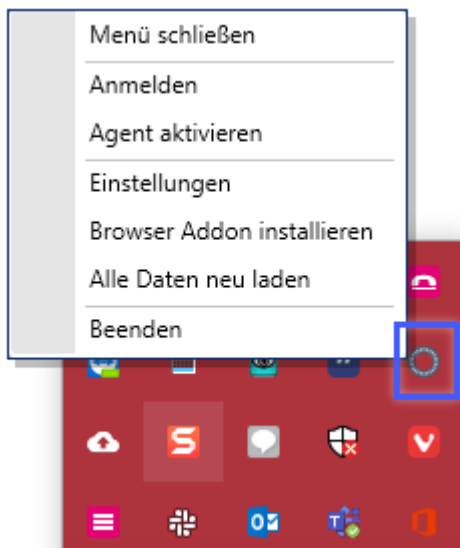 Menü schließen
Anmelden
Agent aktivieren
Einstellungen
Browser Addon installieren
Alle Daten neu laden
Beenden